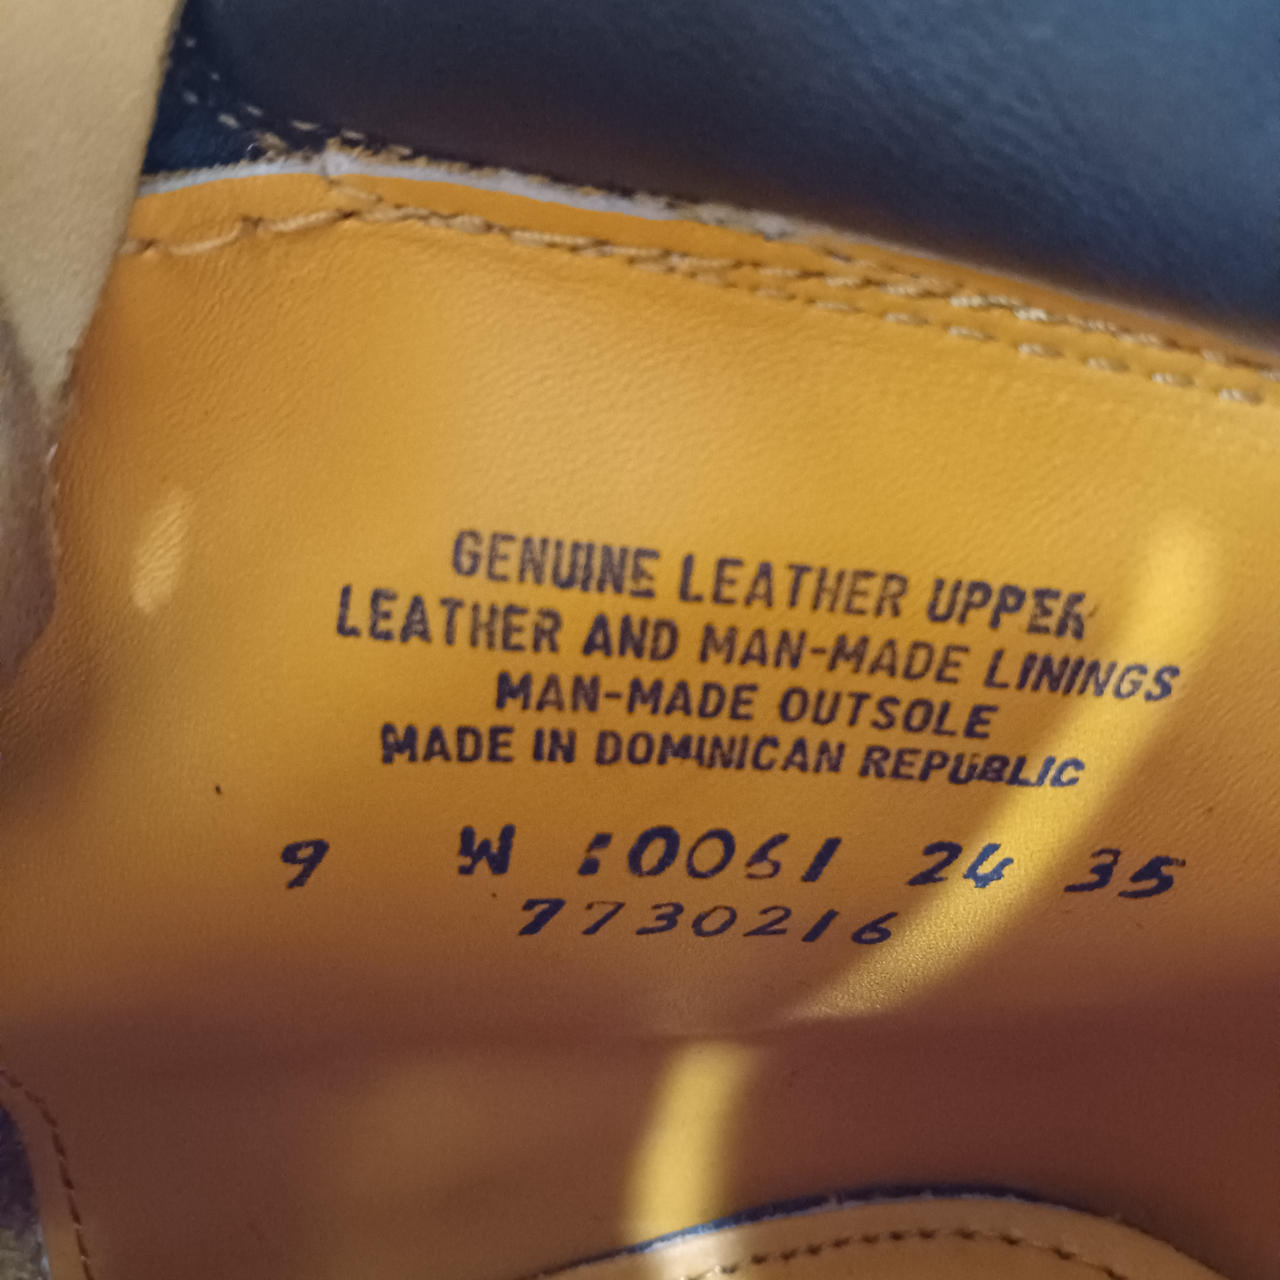 GENUINE LEATHER UPPER
LEATHER AND MAN-MADE LININGS
MAN-MADE OUTSOLE
MADE IN DOMINICAN REPUBLIC
9 W :0061 24 35
7730216